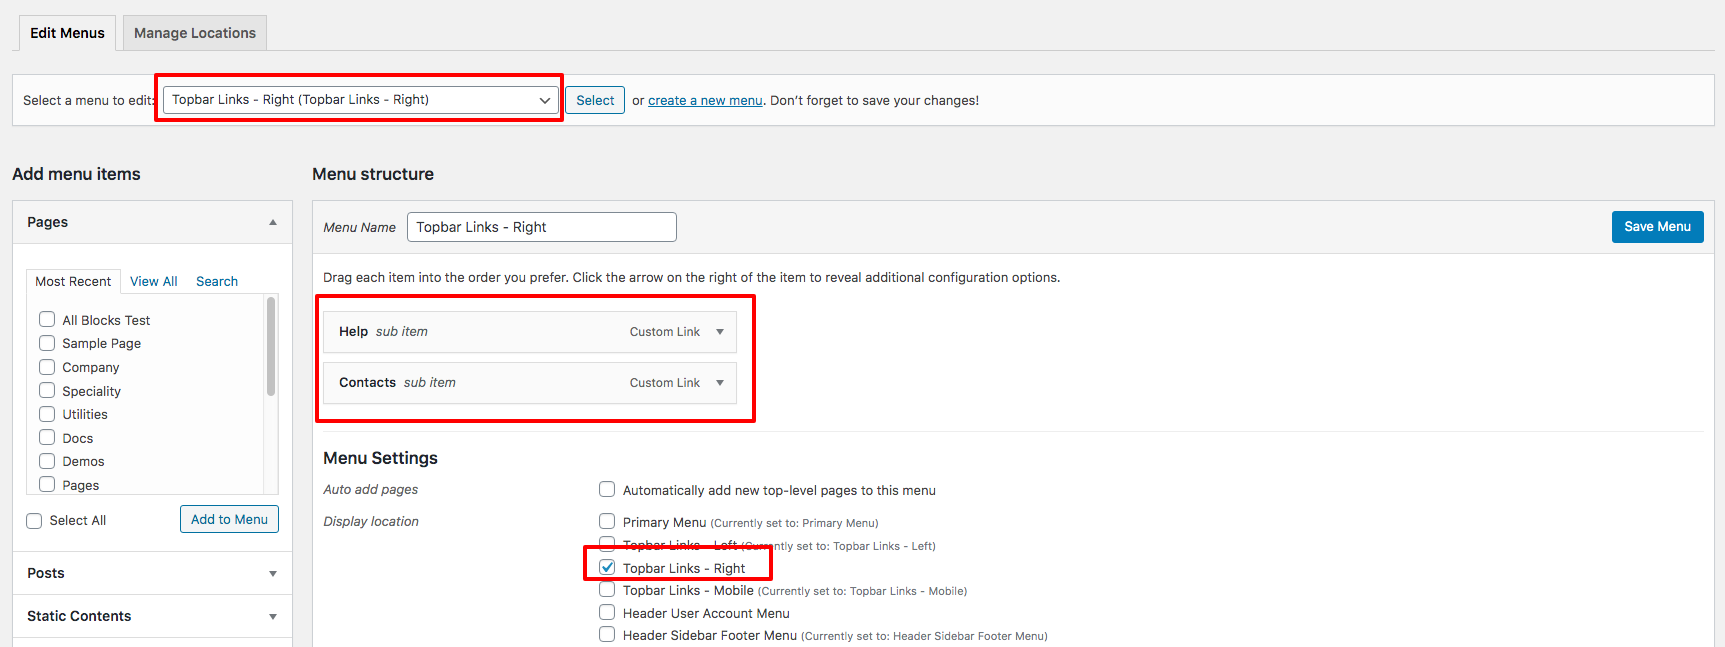 Edit Menus
Manage Locations
Select a menu to edit: Topbar Links - Right (Topbar Links - Right) Select or create a new menu. Don't forget to save your changes!
Add menu items
Pages
Most Recent View All Search
All Blocks Test
Sample Page
Company
Speciality
Utilities
Docs
Demos
Pages
Select All Add to Menu
Posts
Static Contents
Menu structure
Menu Name Topbar Links - Right Save Menu
Drag each item into the order you prefer. Click the arrow on the right of the item to reveal additional configuration options.
Help sub item Custom Link
Contacts sub item Custom Link
Menu Settings
Auto add pages Automatically add new top-level pages to this menu
Display location Primary Menu (Currently set to: Primary Menu)
Topbar Links - Left (Currently set to: Topbar Links - Left)
Topbar Links - Right
Topbar Links - Mobile (Currently set to: Topbar Links - Mobile)
Header User Account Menu
Header Sidebar Footer Menu (Currently set to: Header Sidebar Footer Menu)